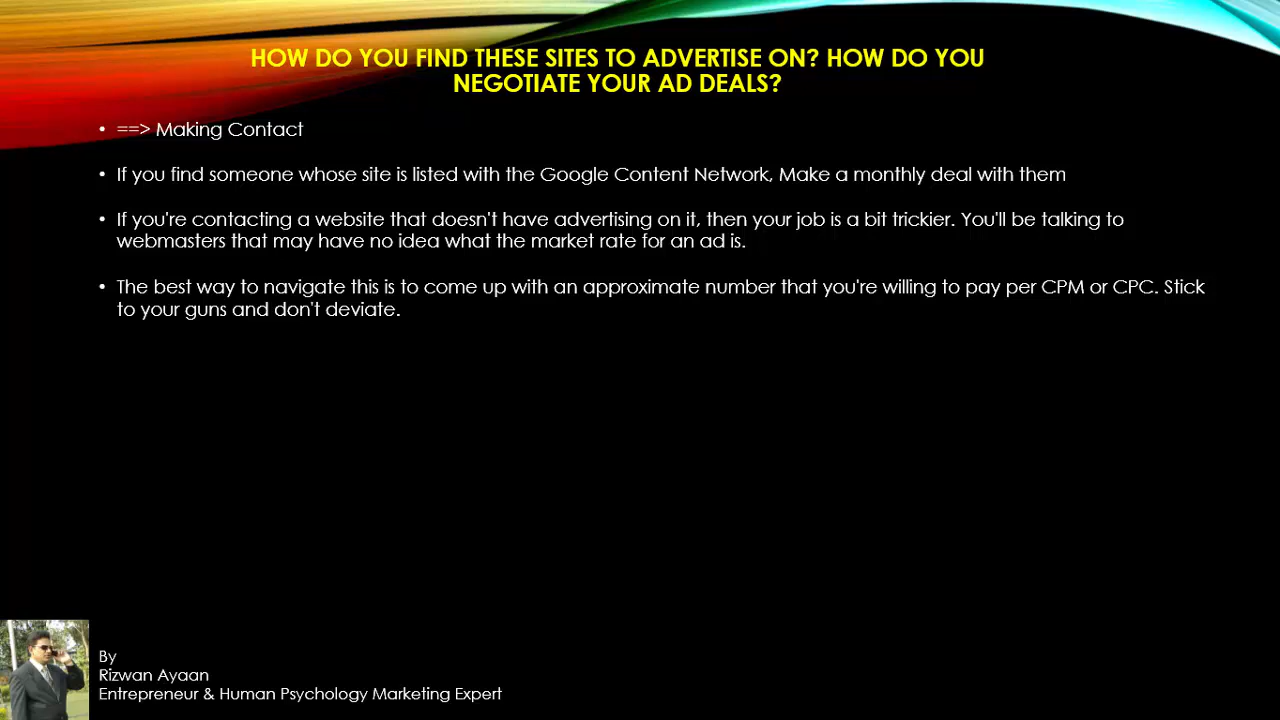 HOW DO YOU FIND THESE SITES TO ADVERTISE ON? HOW DO YOU
NEGOTIATE YOUR AD DEALS?
• ==> Making Contact
• If you find someone whose site is listed with the Google Content Network, Make a monthly deal with them
• If you're contacting a website that doesn't have advertising on it, then your job is a bit trickier. You'll be talking to
webmasters that may have no idea what the market rate for an ad is.
• The best way to navigate this is to come up with an approximate number that you're willing to pay per CPM or CPC. Stick
to your guns and don't deviate.
By
Rizwan Ayaan
Entrepreneur & Human Psychology Marketing Expert